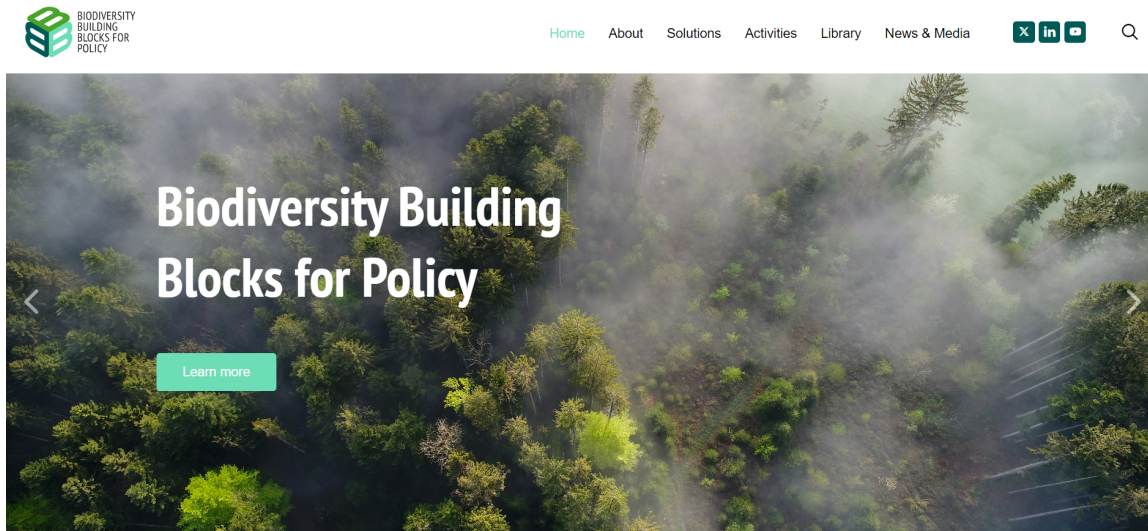 BIODIVERSITY
BUILDING
BLOCKS FOR
POLICY
Home About Solutions Activities Library News & Media
Biodiversity Building
Blocks for Policy
Learn more